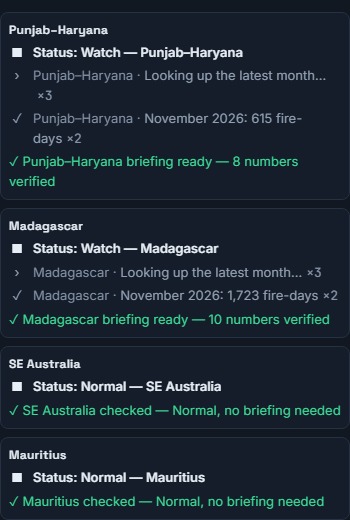 Punjab–Haryana
■ Status: Watch — Punjab–Haryana
› Punjab–Haryana · Looking up the latest month…
×3
✓ Punjab–Haryana · November 2026: 615 fire-
days ×2
✓ Punjab–Haryana briefing ready — 8 numbers
verified
Madagascar
■ Status: Watch — Madagascar
› Madagascar · Looking up the latest month… ×3
✓ Madagascar · November 2026: 1,723 fire-days ×2
✓ Madagascar briefing ready — 10 numbers verified
SE Australia
■ Status: Normal — SE Australia
✓ SE Australia checked — Normal, no briefing needed
Mauritius
■ Status: Normal — Mauritius
✓ Mauritius checked — Normal, no briefing needed